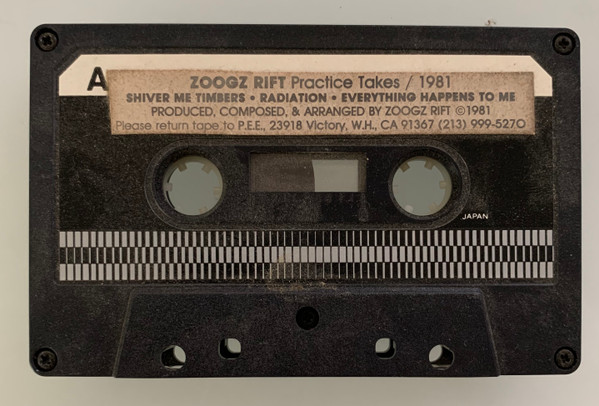 A
ZOOGZ RIFT Practice Takes / 1981
SHIVER ME TIMBERS • RADIATION • EVERYTHING HAPPENS TO ME
PRODUCED, COMPOSED, & ARRANGED BY ZOOGZ RIFT ©1981
Please return tape to P.E.E., 23918 Victory, W.H., CA 91367 (213) 999-5270
JAPAN